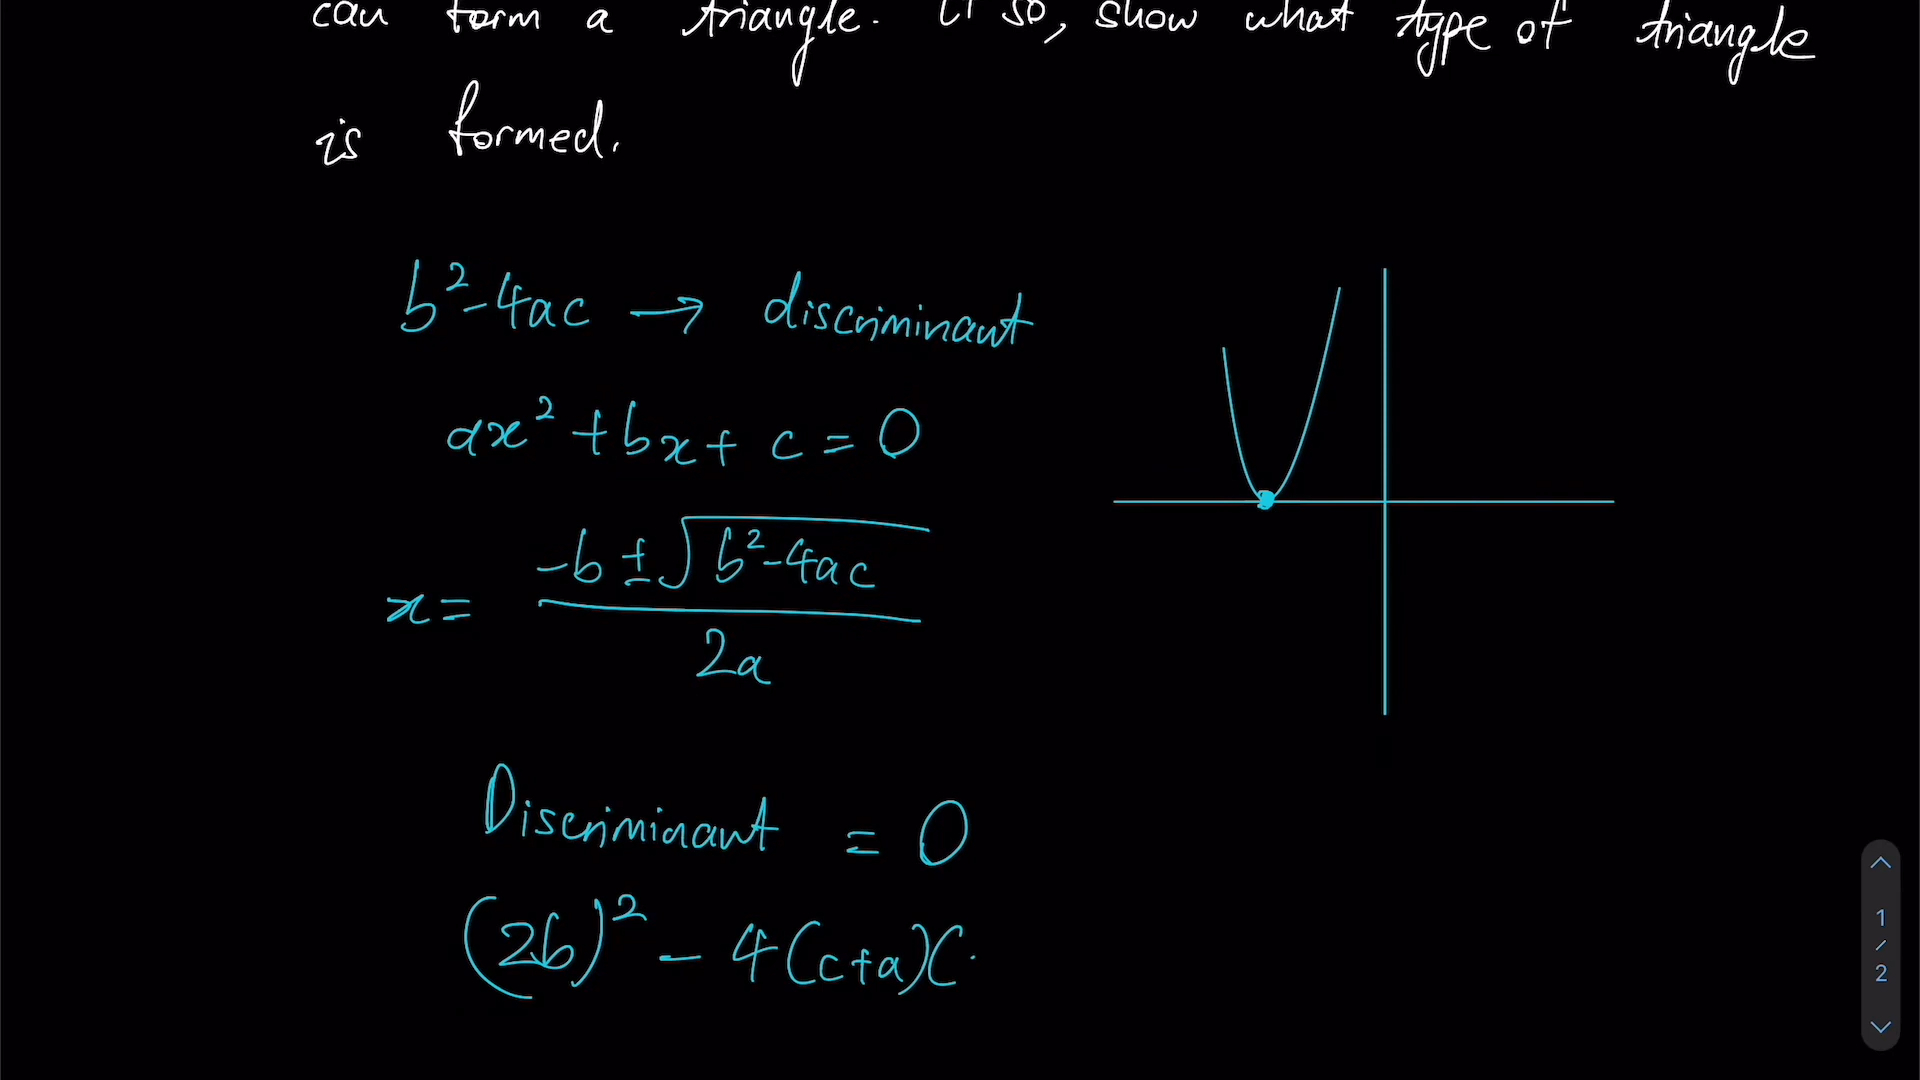 can form a triangle. If so, show what type of triangle
is formed.
b²-4ac → discriminant
ax² + bx + c = 0
x = (-b ± √(b²-4ac)) / 2a
Discriminant = 0
(2b)² - 4(c+a)(
1
/
2